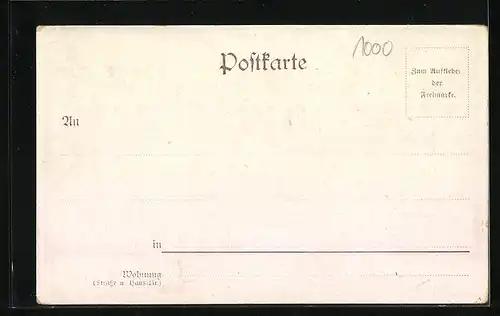 1000
Postkarte
Zum Aufkleben
der
Freimarke.
An
in
Wohnung
(Straße u. Hausnr.)